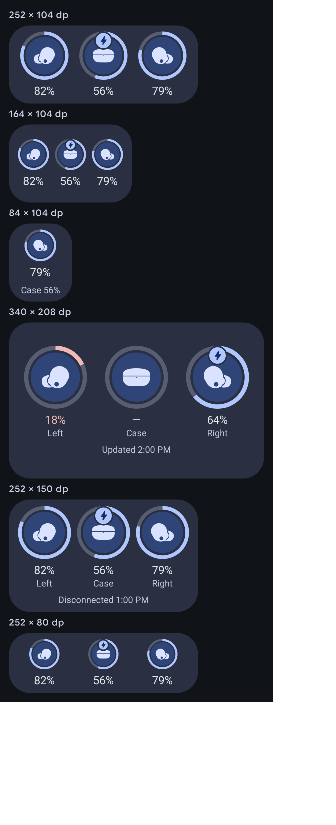 252 × 104 dp
82% 56% 79%
164 × 104 dp
82% 56% 79%
84 × 104 dp
79%
Case 56%
340 × 208 dp
18% — 64%
Left Case Right
Updated 2:00 PM
252 × 150 dp
82% 56% 79%
Left Case Right
Disconnected 1:00 PM
252 × 80 dp
82% 56% 79%